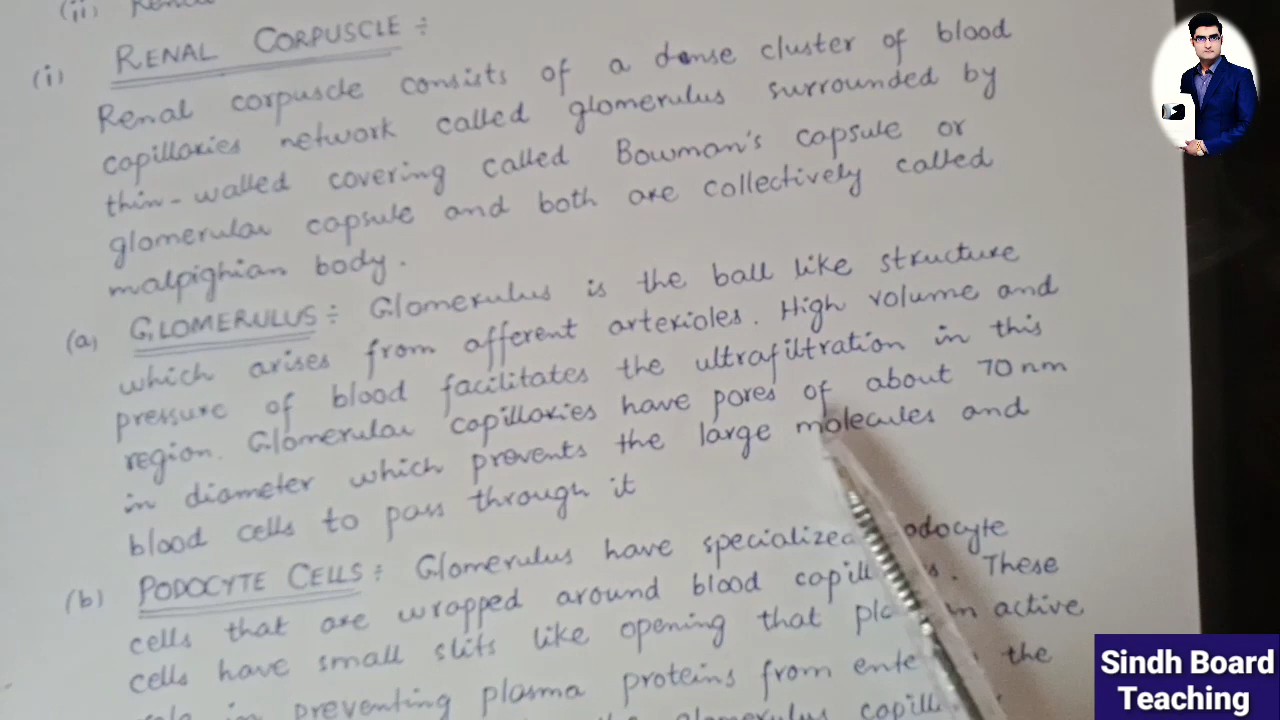 (ii) Renal
(i) RENAL CORPUSCLE :
Renal corpuscle consists of a dense cluster of blood
capillaries network called glomerulus surrounded by
thin-walled covering called Bowman's capsule or
glomerular capsule and both are collectively called
malpighian body.
(a) GLOMERULUS : Glomerulus is the ball like structure
which arises from afferent arterioles. High volume and
pressure of blood facilitates the ultrafiltration in this
region. Glomerular capillaries have pores of about 70 nm
in diameter which prevents the large molecules and
blood cells to pass through it
(b) PODOCYTE CELLS : Glomerulus have specialized podocyte
cells that are wrapped around blood These
cells have small slits like opening that active
in preventing plasma proteins from the
glomerulus
Sindh Board
Teaching